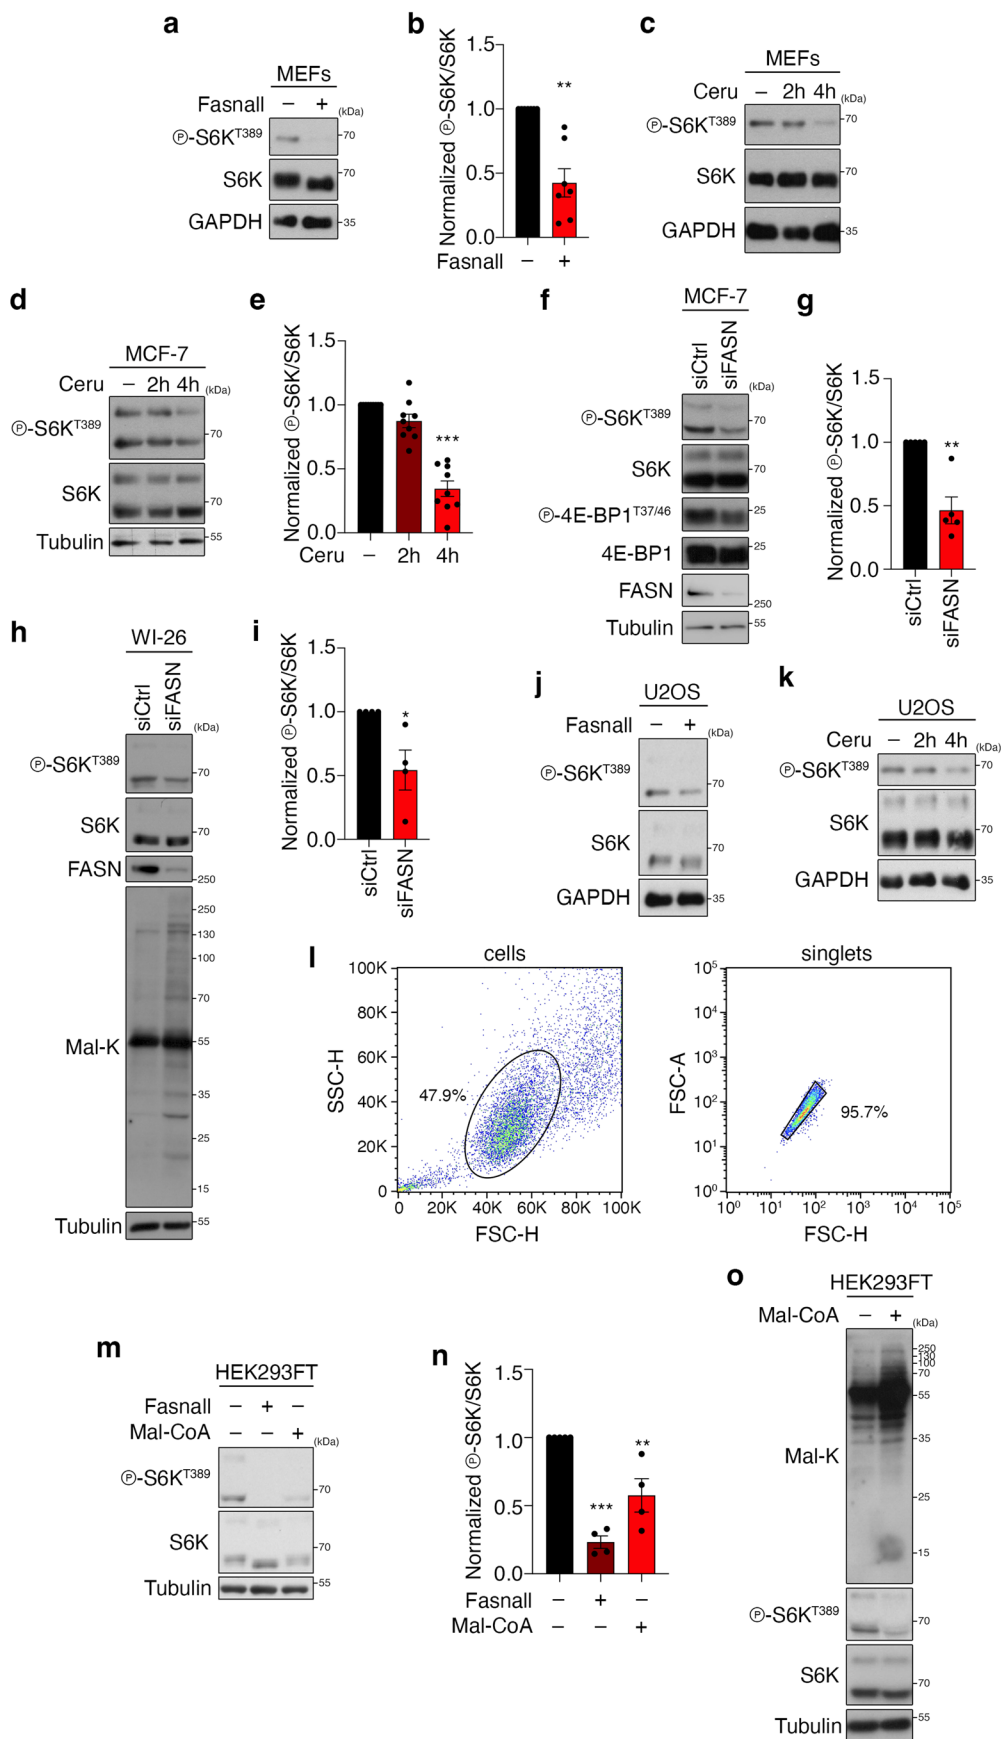 a
MEFs
Fasnall – +
(kDa)
Ⓟ-S6K^T389
70
S6K
70
GAPDH
35
b
Normalized Ⓟ-S6K/S6K
1.5
1.0
0.5
0.0
**
Fasnall – +
c
MEFs
Ceru – 2h 4h
(kDa)
Ⓟ-S6K^T389
70
S6K
70
GAPDH
35
d
MCF-7
Ceru – 2h 4h
(kDa)
Ⓟ-S6K^T389
70
S6K
70
Tubulin
55
e
Normalized Ⓟ-S6K/S6K
1.5
1.0
0.5
0.0
***
Ceru – 2h 4h
f
MCF-7
siCtrl
siFASN
(kDa)
Ⓟ-S6K^T389
70
S6K
70
Ⓟ-4E-BP1^T37/46
25
4E-BP1
25
FASN
250
Tubulin
55
g
Normalized Ⓟ-S6K/S6K
1.5
1.0
0.5
0.0
**
siCtrl
siFASN
h
WI-26
siCtrl
siFASN
(kDa)
Ⓟ-S6K^T389
70
S6K
70
FASN
250
Mal-K
250
130
100
70
55
35
25
15
Tubulin
55
i
Normalized Ⓟ-S6K/S6K
1.5
1.0
0.5
0.0
*
siCtrl
siFASN
j
U2OS
Fasnall – +
(kDa)
Ⓟ-S6K^T389
70
S6K
70
GAPDH
35
k
U2OS
Ceru – 2h 4h
(kDa)
Ⓟ-S6K^T389
70
S6K
70
GAPDH
35
l
cells
SSC-H
100K
80K
60K
40K
20K
0
47.9%
0 20K 40K 60K 80K 100K
FSC-H
singlets
FSC-A
10^5
10^4
10^3
10^2
10^1
10^0
95.7%
10^0 10^1 10^2 10^3 10^4 10^5
FSC-H
m
HEK293FT
Fasnall – + –
Mal-CoA – – +
(kDa)
Ⓟ-S6K^T389
70
S6K
70
Tubulin
55
n
Normalized Ⓟ-S6K/S6K
1.5
1.0
0.5
0.0
***
**
Fasnall – + –
Mal-CoA – – +
o
HEK293FT
Mal-CoA – +
(kDa)
Mal-K
250
130
100
70
55
35
25
15
Ⓟ-S6K^T389
70
S6K
70
Tubulin
55